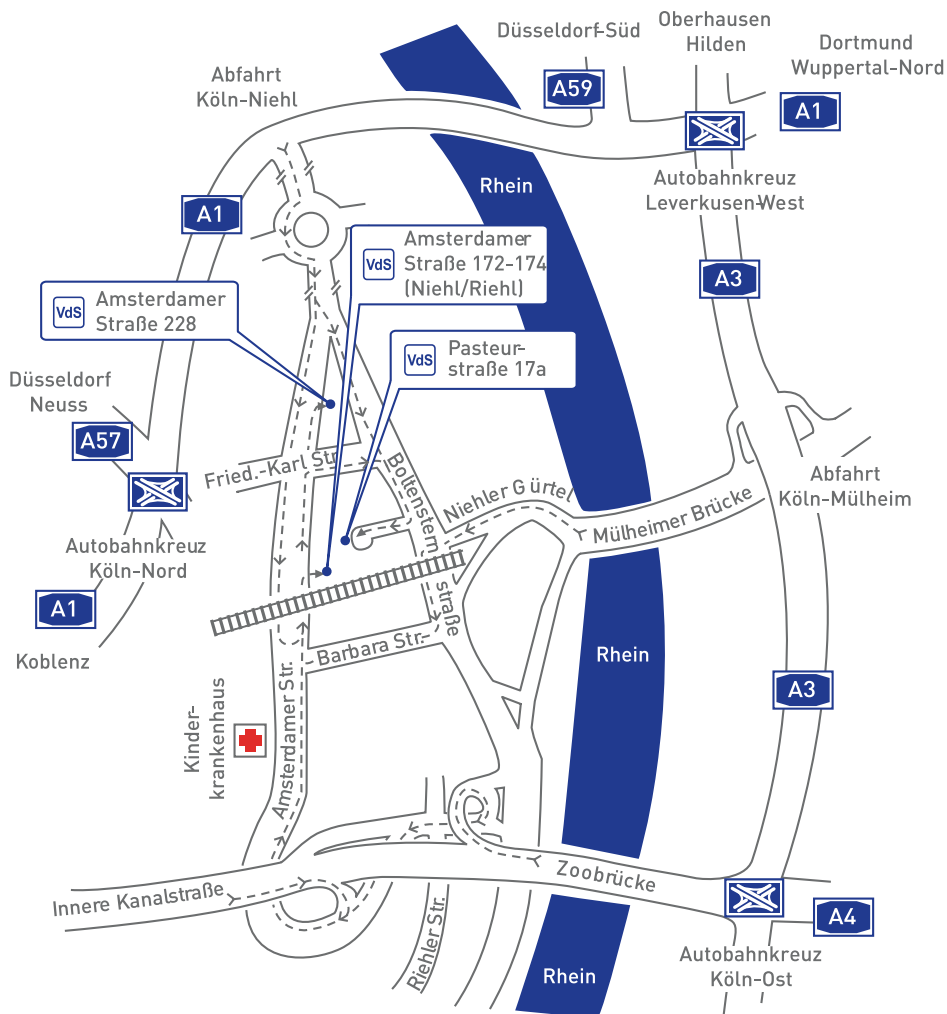 Oberhausen
Hilden
Düsseldorf-Süd
Dortmund
Wuppertal-Nord
Abfahrt
Köln-Niehl
A59
A1
Rhein
Autobahnkreuz
Leverkusen-West
A1
Amsterdamer
Straße 172-174
(Niehl/Riehl)
VdS
A3
Amsterdamer
Straße 228
VdS
Pasteur-
straße 17a
VdS
Düsseldorf
Neuss
A57
Fried.-Karl Str.
Boltenstern
straße
Niehler Gürtel
Mülheimer Brücke
Abfahrt
Köln-Mülheim
Autobahnkreuz
Köln-Nord
A1
Koblenz
Barbara Str.
Rhein
A3
Kinder-
krankenhaus
Amsterdamer Str.
Innere Kanalstraße
Zoobrücke
Riehler Str.
A4
Autobahnkreuz
Köln-Ost
Rhein